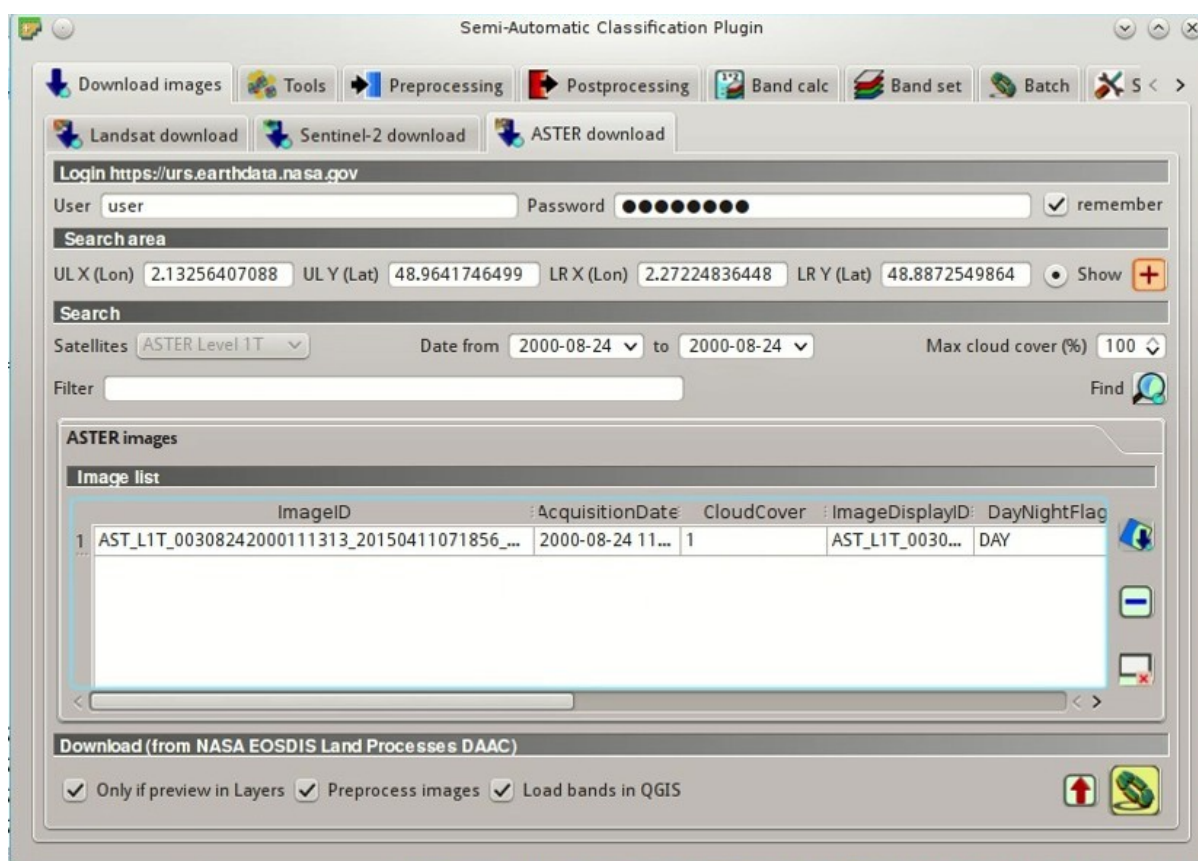 Semi-Automatic Classification Plugin
Download images Tools Preprocessing Postprocessing Band calc Band set Batch S
Landsat download Sentinel-2 download ASTER download
Login https://urs.earthdata.nasa.gov
User user Password ●●●●●●●● remember
Search area
UL X (Lon) 2.13256407088 UL Y (Lat) 48.9641746499 LR X (Lon) 2.27224836448 LR Y (Lat) 48.8872549864 Show
Search
Satellites ASTER Level 1T Date from 2000-08-24 to 2000-08-24 Max cloud cover (%) 100
Filter Find
ASTER images
Image list
ImageID AcquisitionDate CloudCover ImageDisplayID DayNightFlag
1 AST_L1T_00308242000111313_20150411071856_... 2000-08-24 11... 1 AST_L1T_0030... DAY
Download (from NASA EOSDIS Land Processes DAAC)
Only if preview in Layers Preprocess images Load bands in QGIS